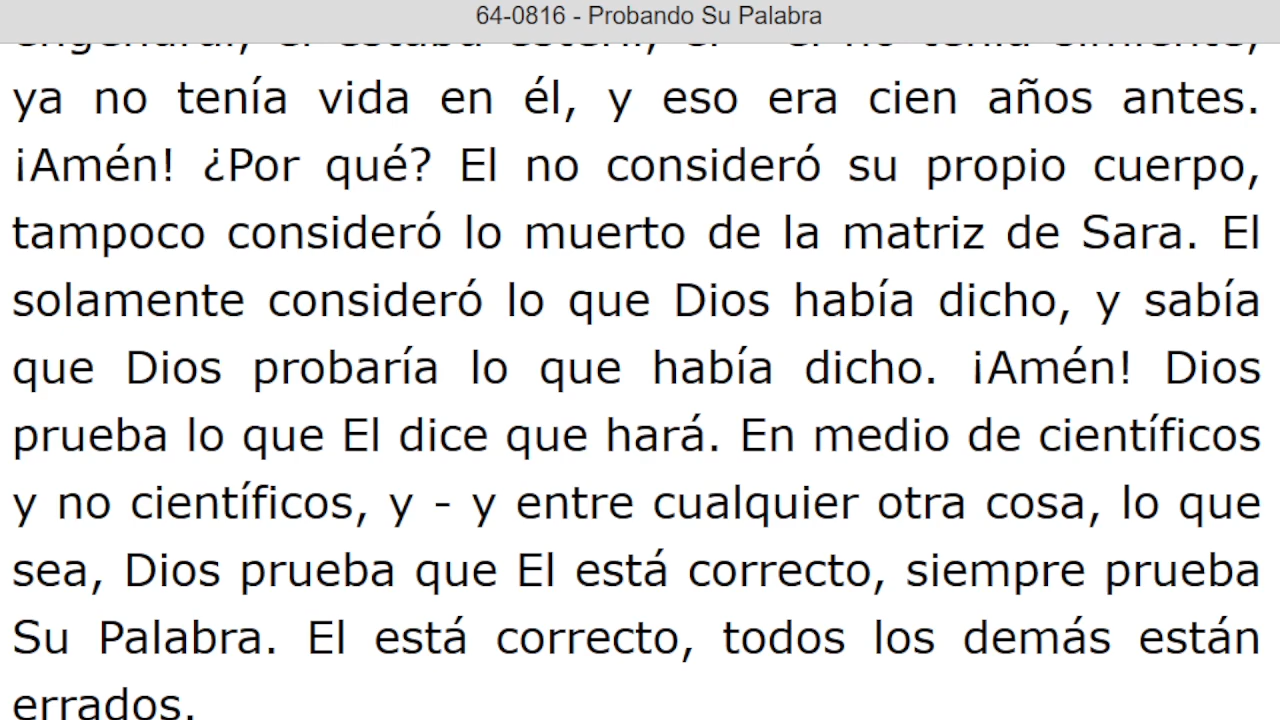 64-0816 - Probando Su Palabra
ya no tenía vida en él, y eso era cien años antes.
¡Amén! ¿Por qué? El no consideró su propio cuerpo,
tampoco consideró lo muerto de la matriz de Sara. El
solamente consideró lo que Dios había dicho, y sabía
que Dios probaría lo que había dicho. ¡Amén! Dios
prueba lo que El dice que hará. En medio de científicos
y no científicos, y - y entre cualquier otra cosa, lo que
sea, Dios prueba que El está correcto, siempre prueba
Su Palabra. El está correcto, todos los demás están
errados.